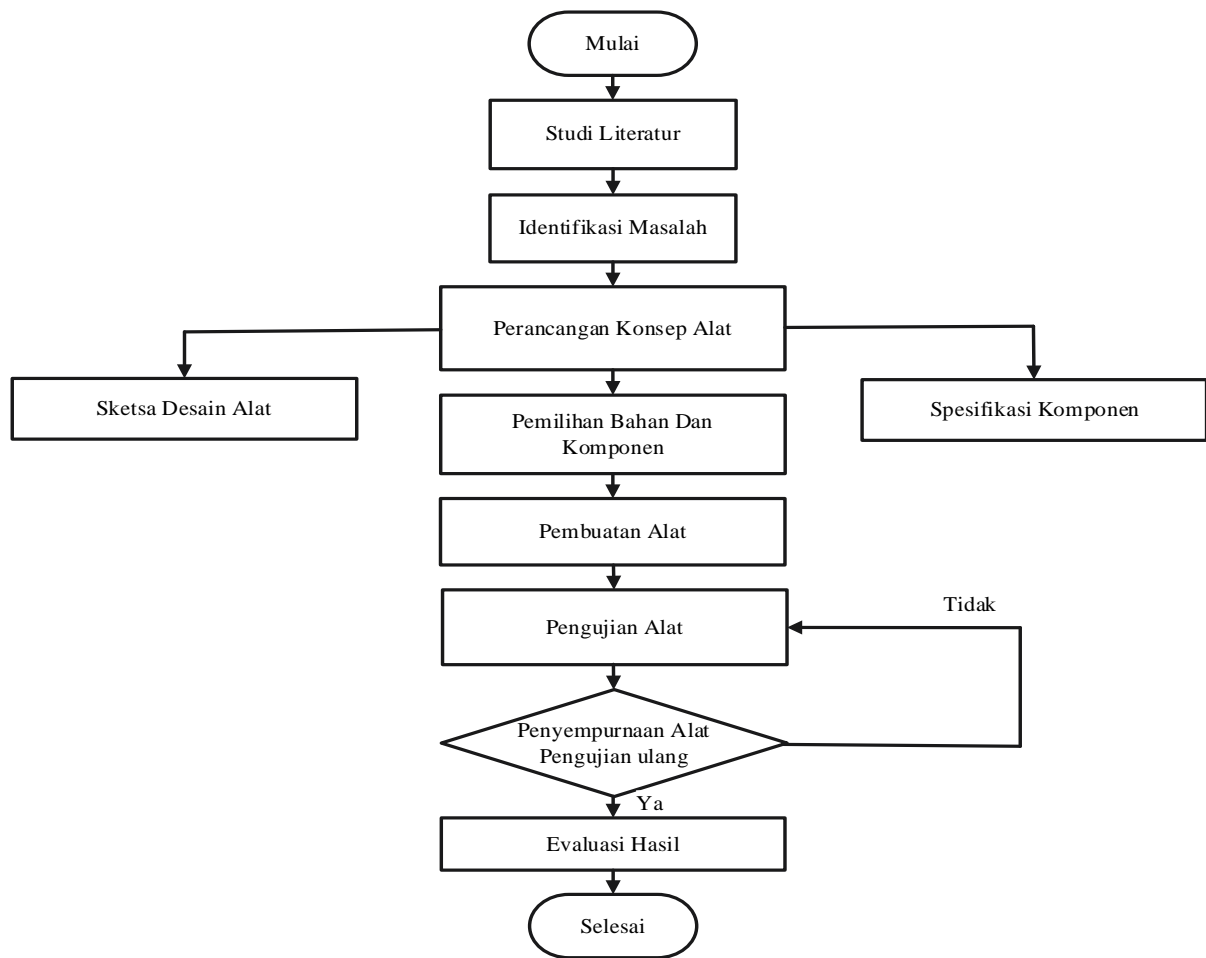 Mulai
Studi Literatur
Identifikasi Masalah
Perancangan Konsep Alat
Sketsa Desain Alat
Spesifikasi Komponen
Pemilihan Bahan Dan
Komponen
Pembuatan Alat
Pengujian Alat
Tidak
Penyempurnaan Alat
Pengujian ulang
Ya
Evaluasi Hasil
Selesai